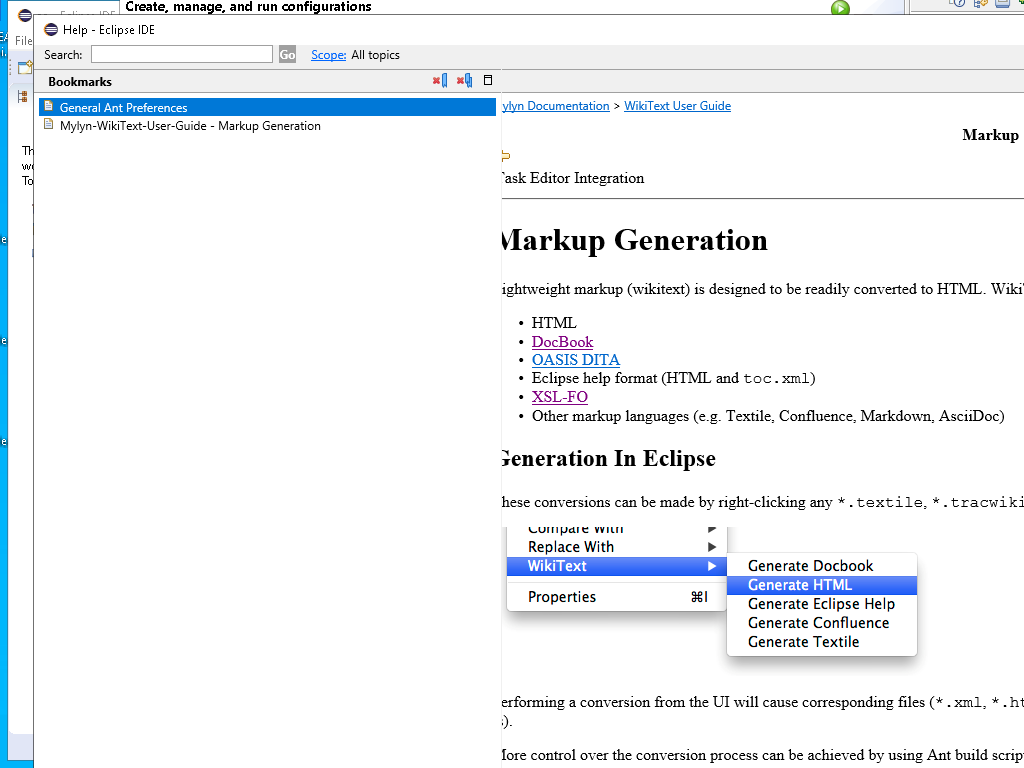 Create, manage, and run configurations
Eclipse IDE
File
Help - Eclipse IDE
Search:
Go
Scope:
All topics
Bookmarks
General Ant Preferences
Mylyn-WikiText-User-Guide - Markup Generation
ylyn Documentation > WikiText User Guide
Markup
ask Editor Integration
Markup Generation
ightweight markup (wikitext) is designed to be readily converted to HTML. Wiki
• HTML
• DocBook
• OASIS DITA
• Eclipse help format (HTML and toc.xml)
• XSL-FO
• Other markup languages (e.g. Textile, Confluence, Markdown, AsciiDoc)
Generation In Eclipse
hese conversions can be made by right-clicking any *.textile, *.tracwiki
Compare With
Replace With
WikiText
Properties ⌘I
Generate Docbook
Generate HTML
Generate Eclipse Help
Generate Confluence
Generate Textile
erforming a conversion from the UI will cause corresponding files (*.xml, *.ht
).
More control over the conversion process can be achieved by using Ant build scrip